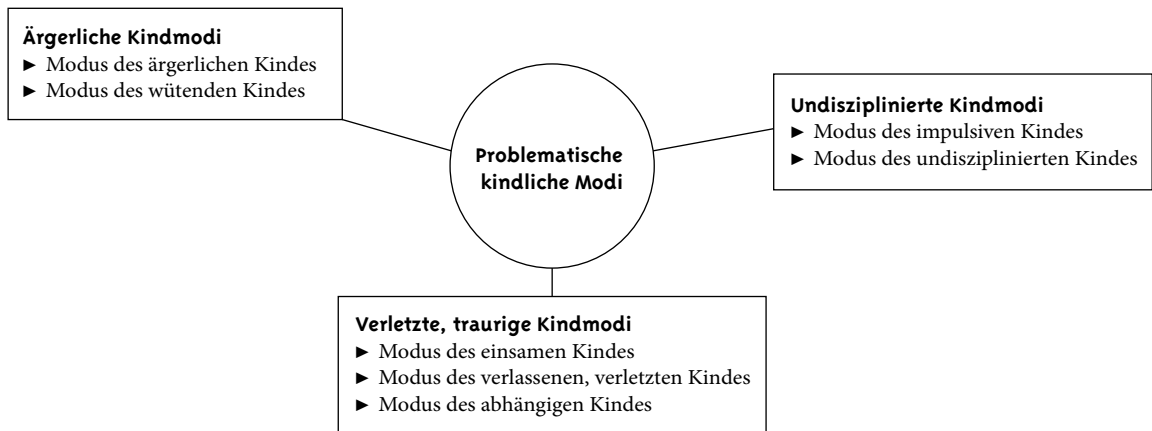 Ärgerliche Kindmodi
► Modus des ärgerlichen Kindes
► Modus des wütenden Kindes
Problematische
kindliche Modi
Undisziplinierte Kindmodi
► Modus des impulsiven Kindes
► Modus des undisziplinierten Kindes
Verletzte, traurige Kindmodi
► Modus des einsamen Kindes
► Modus des verlassenen, verletzten Kindes
► Modus des abhängigen Kindes